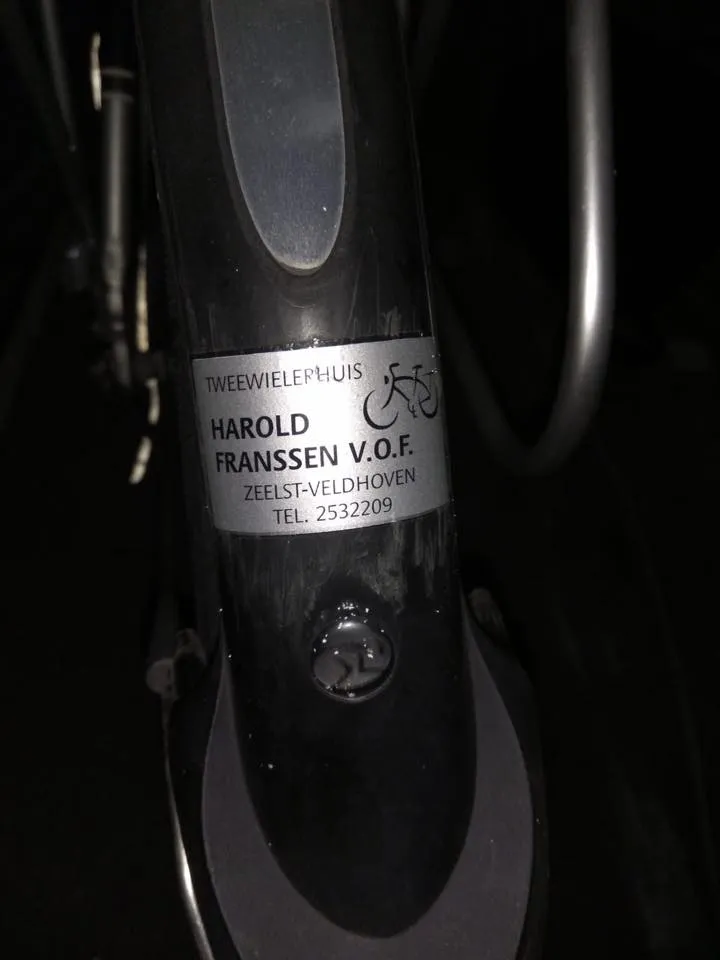 TWEEWIELERHUIS
HAROLD
FRANSSEN V.O.F.
ZEELST-VELDHOVEN
TEL. 2532209